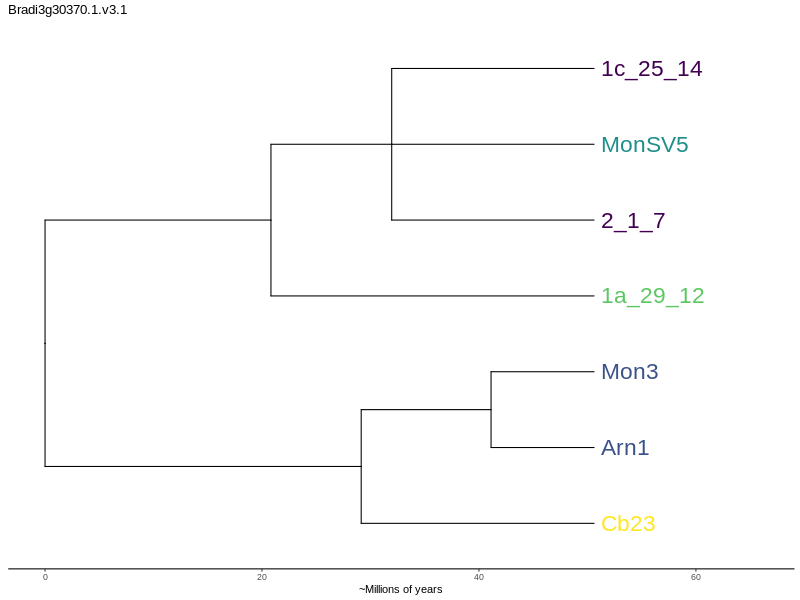 Bradi3g30370.1.v3.1
1c_25_14
MonSV5
2_1_7
1a_29_12
Mon3
Arn1
Cb23
0 20 40 60
~Millions of years